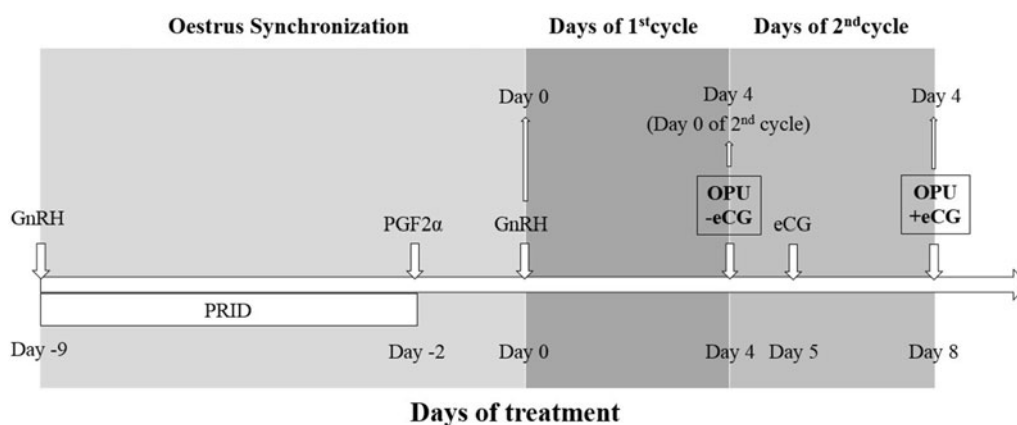 Oestrus Synchronization
Days of 1st cycle
Days of 2nd cycle
Day 0
Day 4
(Day 0 of 2nd cycle)
Day 4
GnRH
PGF2α
GnRH
OPU
-eCG
eCG
OPU
+eCG
PRID
Day -9
Day -2
Day 0
Day 4
Day 5
Day 8
Days of treatment